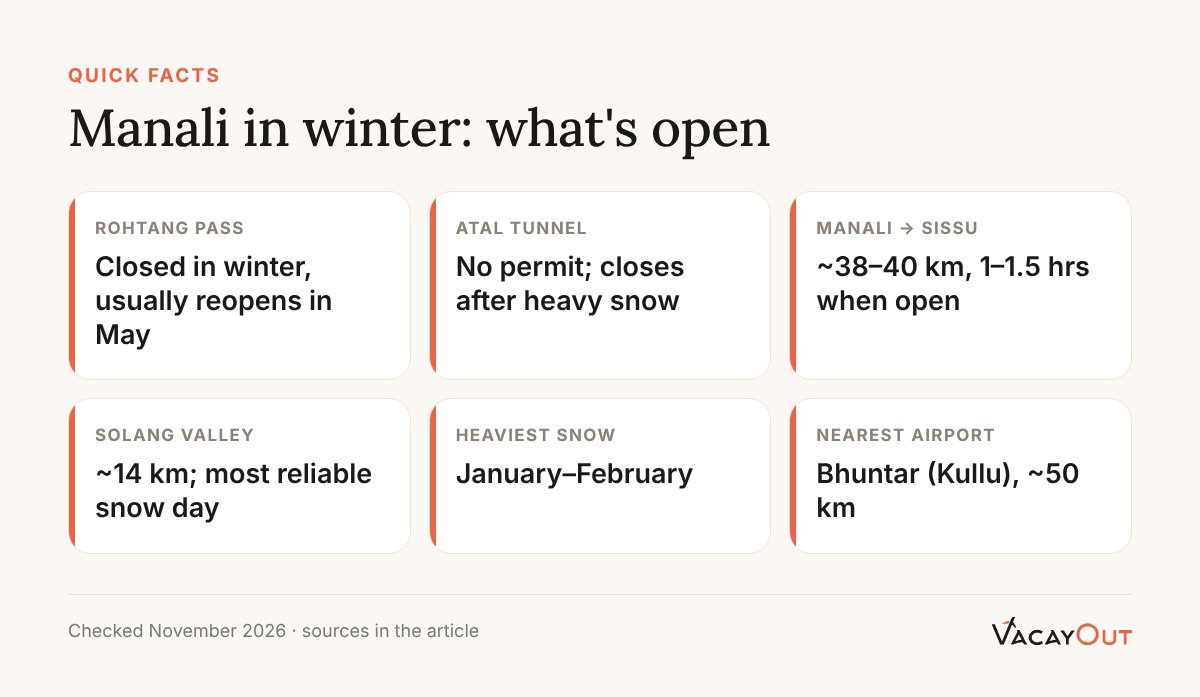 QUICK FACTS
Manali in winter: what's open
ROHTANG PASS
Closed in winter,
usually reopens in
May
ATAL TUNNEL
No permit; closes
after heavy snow
MANALI → SISSU
~38–40 km, 1–1.5 hrs
when open
SOLANG VALLEY
~14 km; most reliable
snow day
HEAVIEST SNOW
January–February
NEAREST AIRPORT
Bhuntar (Kullu), ~50
km
Checked November 2026 · sources in the article
VACAYOUT